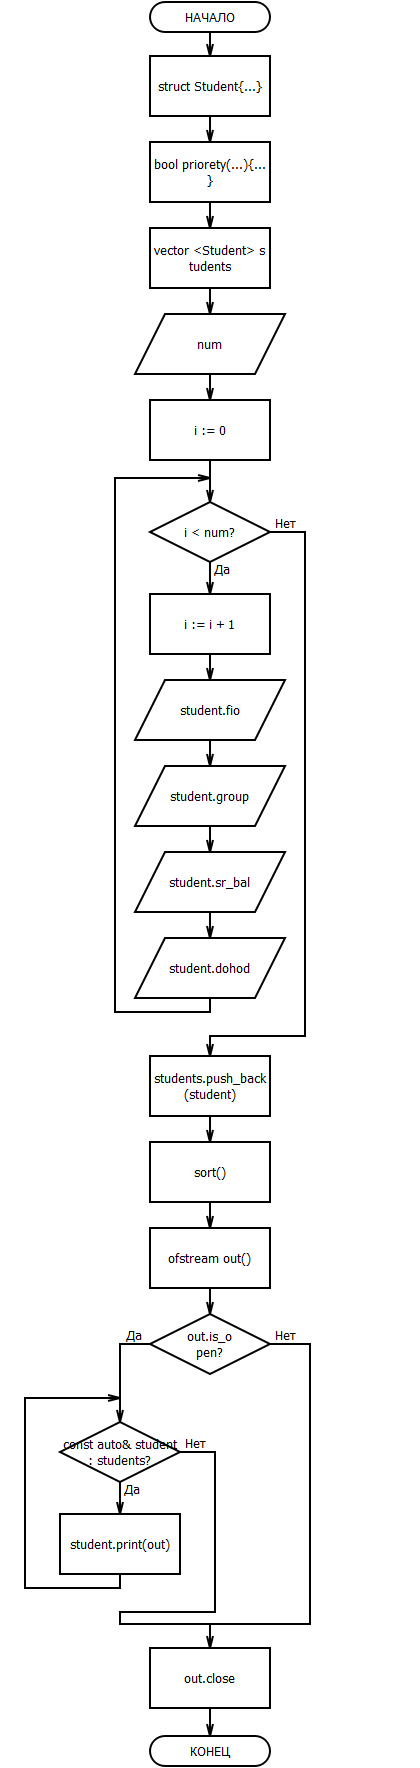 НАЧАЛО
struct Student{...}
bool priorety(...){...
}
vector <Student> s
tudents
num
i := 0
i < num?
Нет
Да
i := i + 1
student.fio
student.group
student.sr_bal
student.dohod
students.push_back
(student)
sort()
ofstream out()
Да
out.is_o
pen?
Нет
const auto& student
: students?
Нет
Да
student.print(out)
out.close
КОНЕЦ